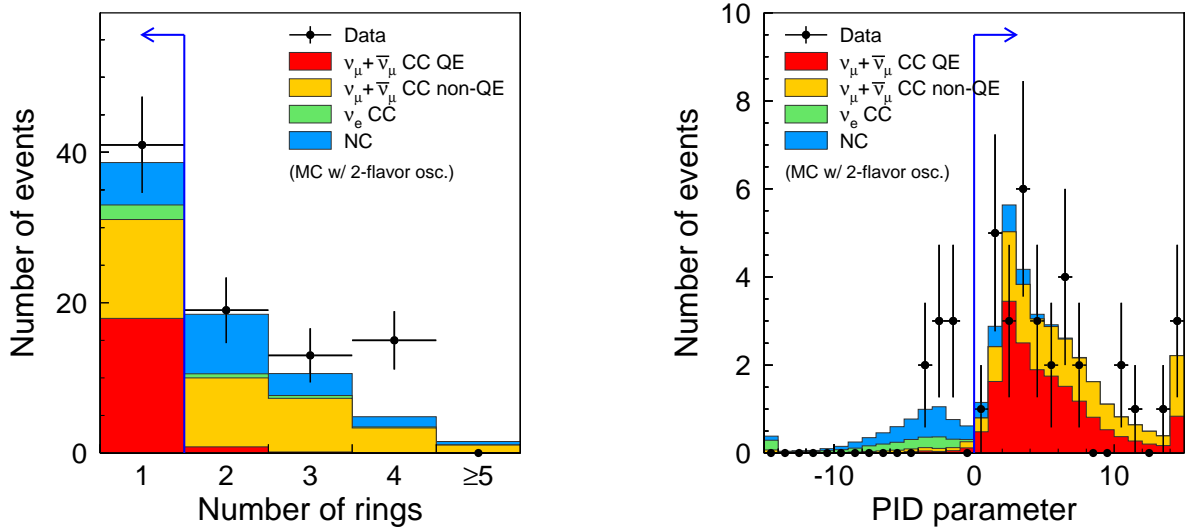 Number of events
0
20
40
1
2
3
4
≥5
Number of rings
Data
νμ+ν̅μ CC QE
νμ+ν̅μ CC non-QE
νe CC
NC
(MC w/ 2-flavor osc.)
Number of events
0
2
4
6
8
10
-10
0
10
PID parameter
Data
νμ+ν̅μ CC QE
νμ+ν̅μ CC non-QE
νe CC
NC
(MC w/ 2-flavor osc.)